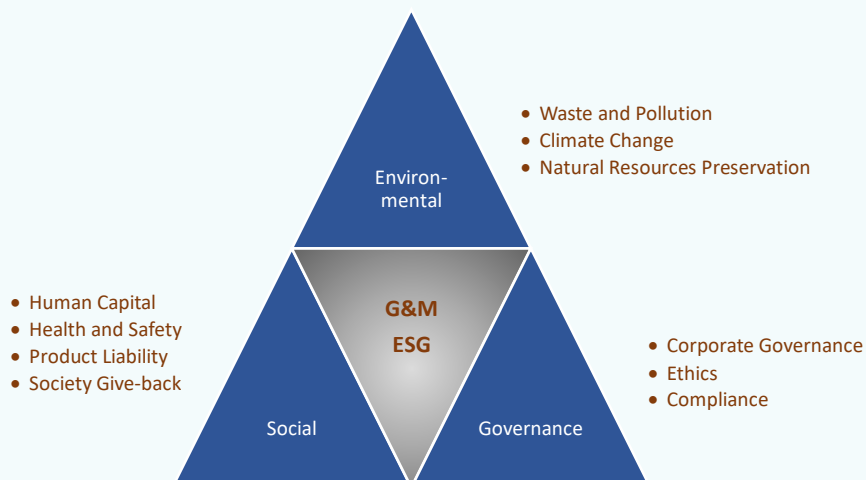 • Waste and Pollution
• Climate Change
• Natural Resources Preservation
Environ-
mental
• Human Capital
• Health and Safety
• Product Liability
• Society Give-back
G&M
ESG
• Corporate Governance
• Ethics
• Compliance
Social
Governance